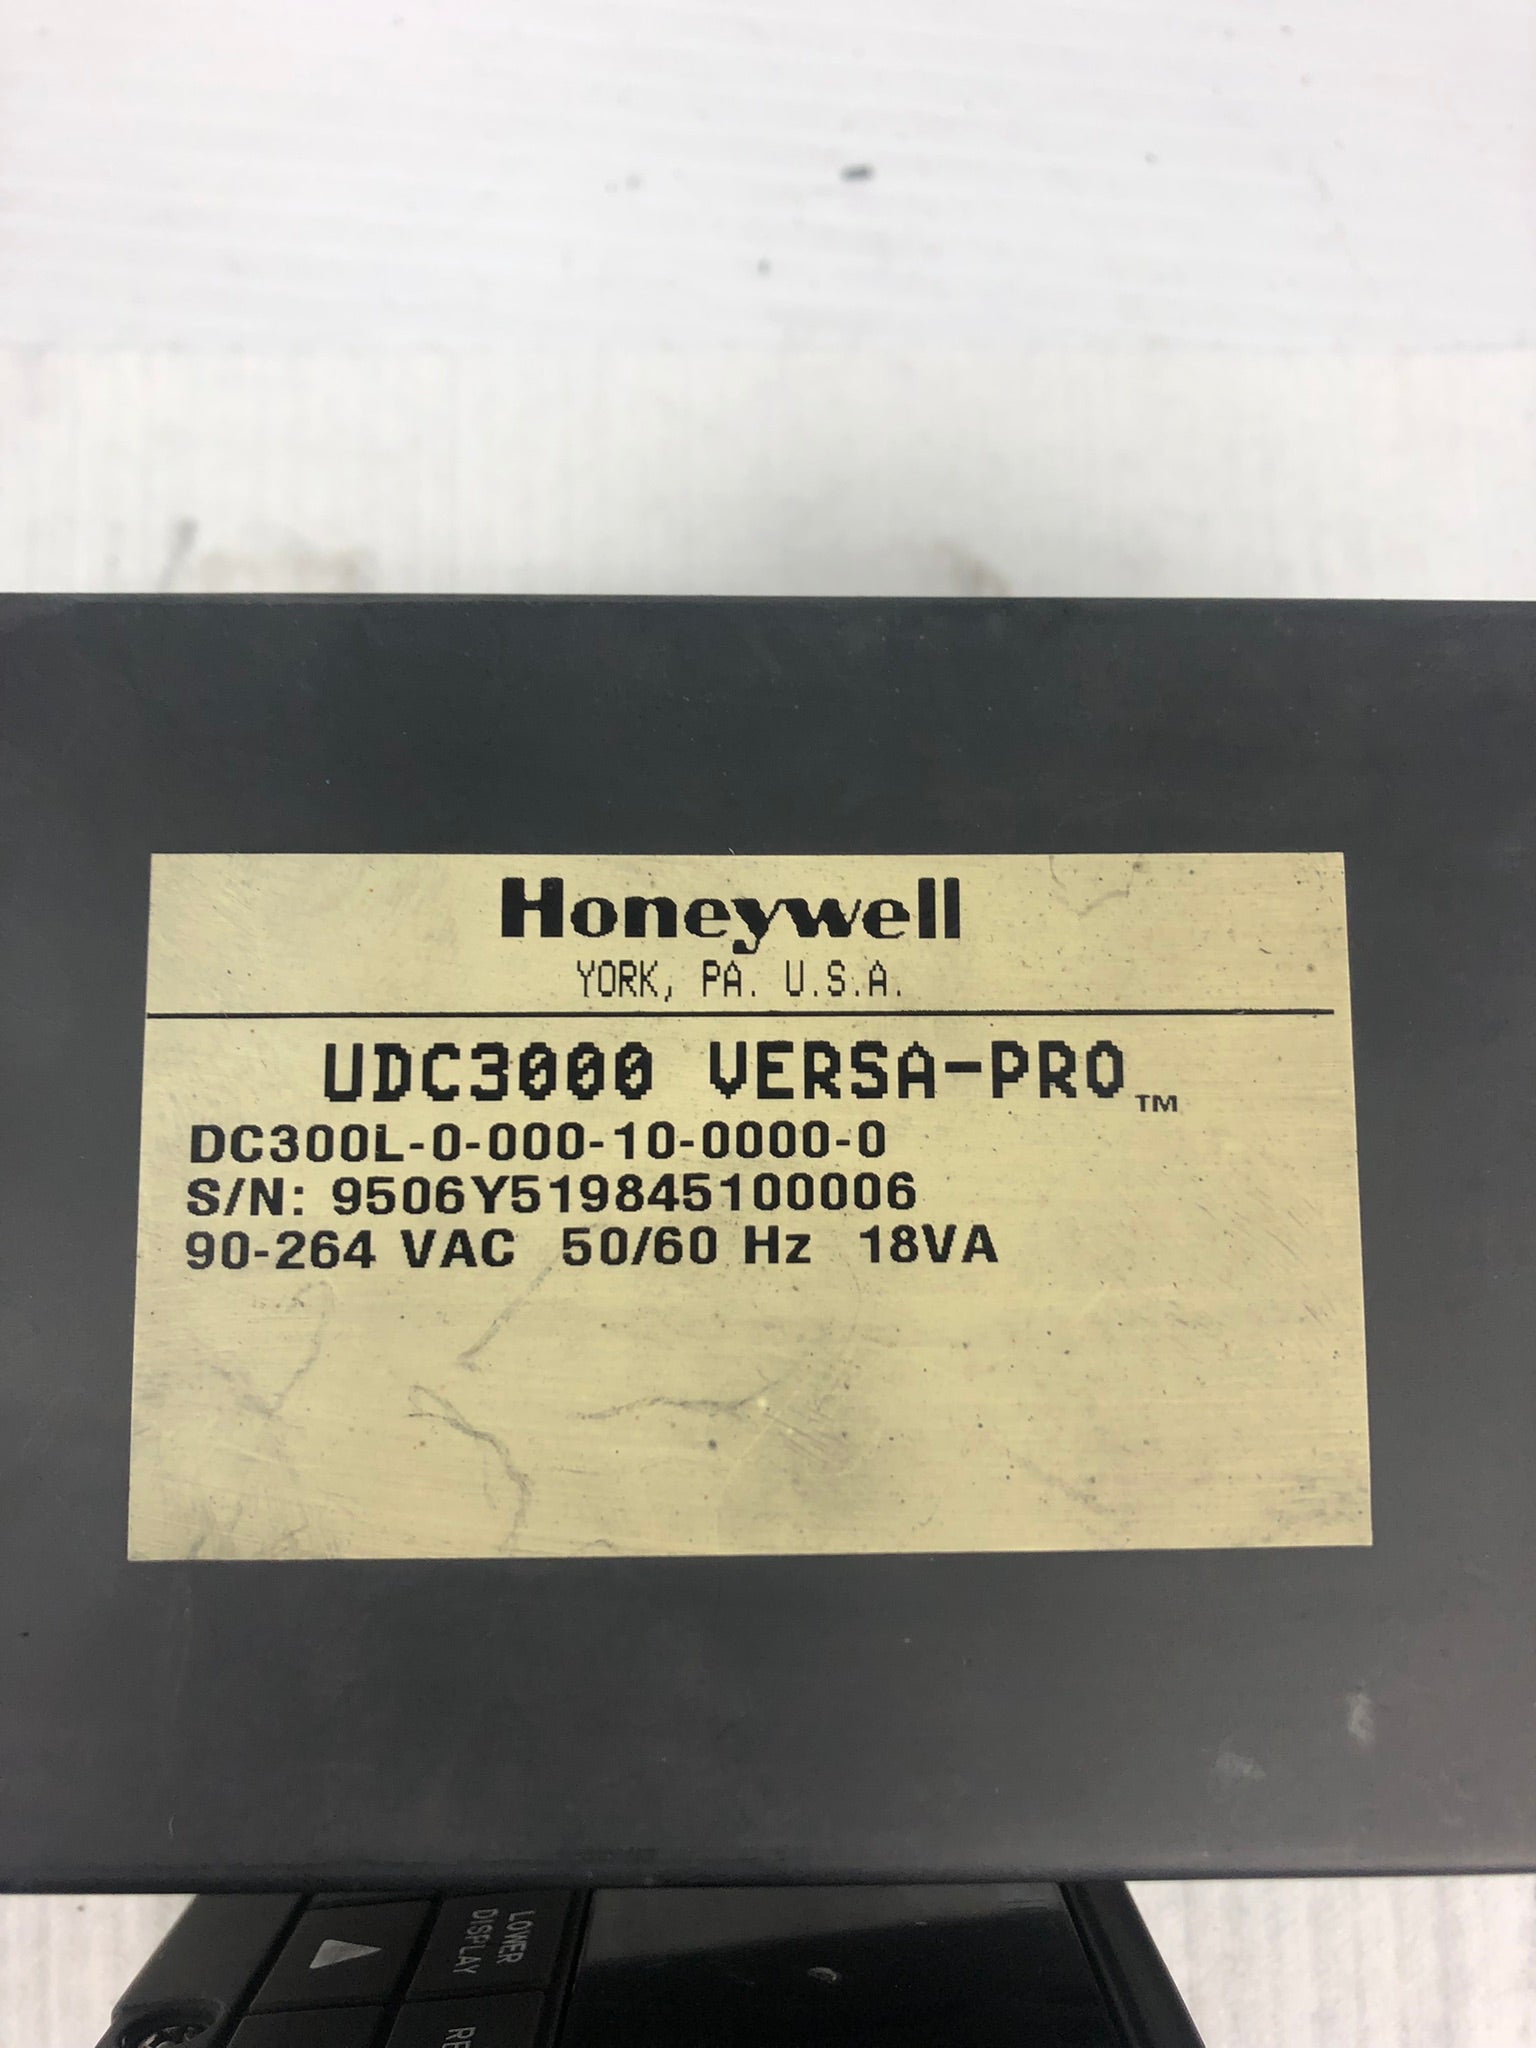 Honeywell
YORK, PA. U.S.A.
UDC3000 VERSA-PRO™
DC300L-0-000-10-0000-0
S/N: 9506Y519845100006
90-264 VAC 50/60 Hz 18VA
LOWER
DISPLAY